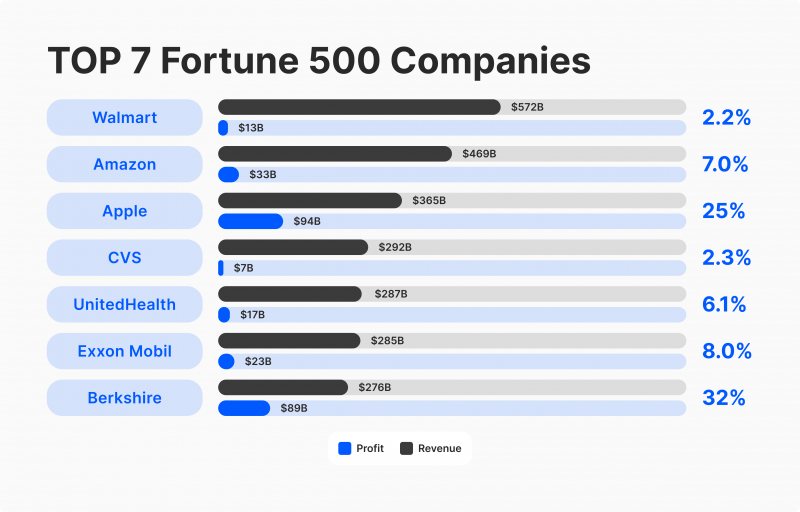 TOP 7 Fortune 500 Companies
Walmart
$572B
$13B
2.2%
Amazon
$469B
$33B
7.0%
Apple
$365B
$94B
25%
CVS
$292B
$7B
2.3%
UnitedHealth
$287B
$17B
6.1%
Exxon Mobil
$285B
$23B
8.0%
Berkshire
$276B
$89B
32%
Profit Revenue